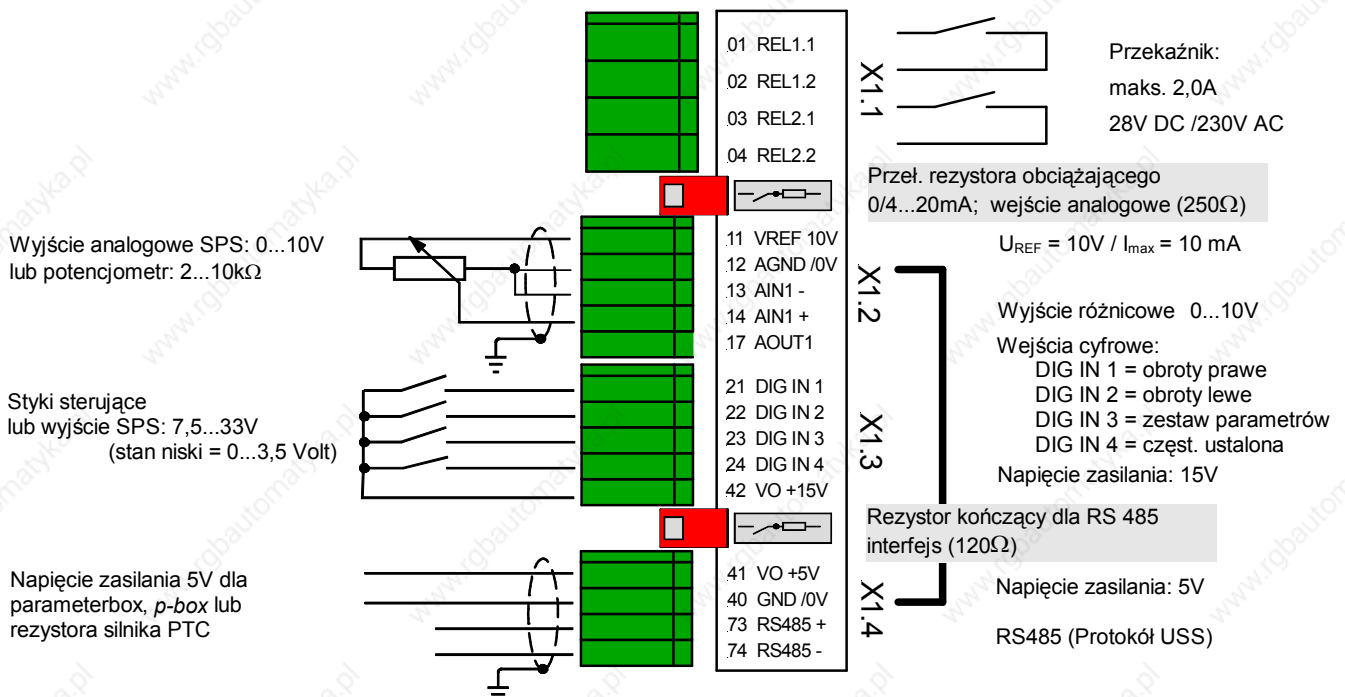 01 REL1.1
02 REL1.2
03 REL2.1
04 REL2.2
X1.1
Przekaźnik:
maks. 2,0A
28V DC /230V AC
Przeł. rezystora obciążającego
0/4...20mA; wejście analogowe (250Ω)
Wyjście analogowe SPS: 0...10V
lub potencjometr: 2...10kΩ
11 VREF 10V
12 AGND /0V
13 AIN1 -
14 AIN1 +
17 AOUT1
X1.2
UREF = 10V / Imax = 10 mA
Wyjście różnicowe 0...10V
Styki sterujące
lub wyjście SPS: 7,5...33V
(stan niski = 0...3,5 Volt)
21 DIG IN 1
22 DIG IN 2
23 DIG IN 3
24 DIG IN 4
42 VO +15V
X1.3
Wejścia cyfrowe:
DIG IN 1 = obroty prawe
DIG IN 2 = obroty lewe
DIG IN 3 = zestaw parametrów
DIG IN 4 = częst. ustalona
Napięcie zasilania: 15V
Rezystor kończący dla RS 485
interfejs (120Ω)
Napięcie zasilania 5V dla
parameterbox, p-box lub
rezystora silnika PTC
41 VO +5V
40 GND /0V
73 RS485 +
74 RS485 -
X1.4
Napięcie zasilania: 5V
RS485 (Protokół USS)
www.rgbautomatyka.pl